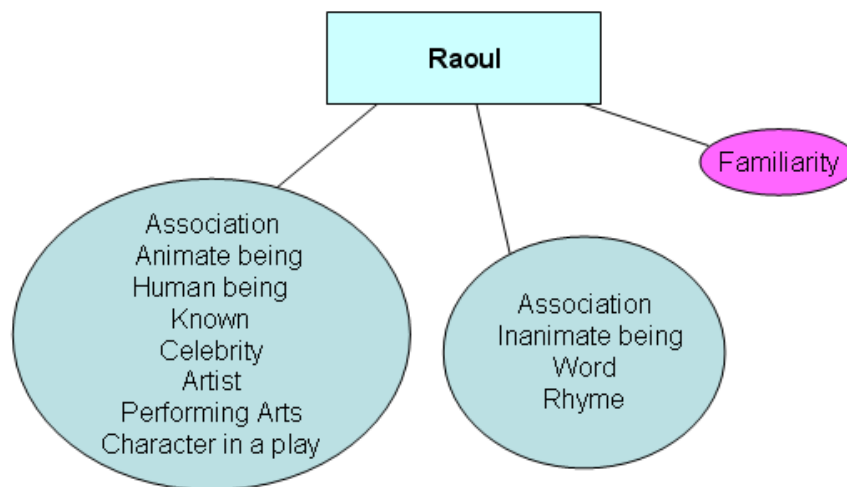 Raoul
Familiarity
Association
Animate being
Human being
Known
Celebrity
Artist
Performing Arts
Character in a play
Association
Inanimate being
Word
Rhyme